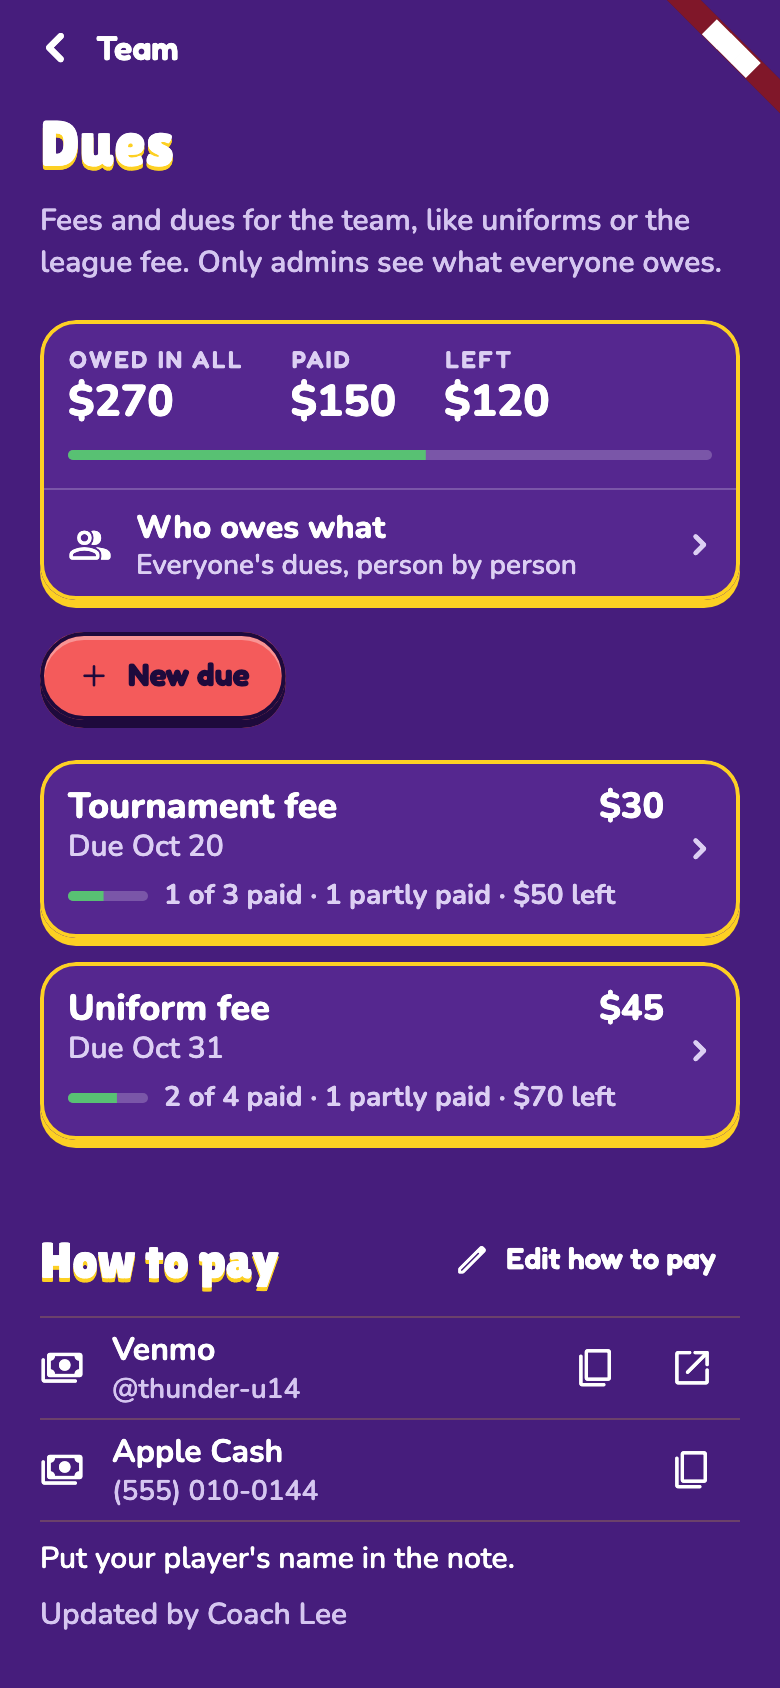 Team
Dues
Fees and dues for the team, like uniforms or the
league fee. Only admins see what everyone owes.
OWED IN ALL PAID LEFT
$270 $150 $120
Who owes what
Everyone's dues, person by person
New due
Tournament fee $30
Due Oct 20
1 of 3 paid · 1 partly paid · $50 left
Uniform fee $45
Due Oct 31
2 of 4 paid · 1 partly paid · $70 left
How to pay Edit how to pay
Venmo
@thunder-u14
Apple Cash
(555) 010-0144
Put your player's name in the note.
Updated by Coach Lee